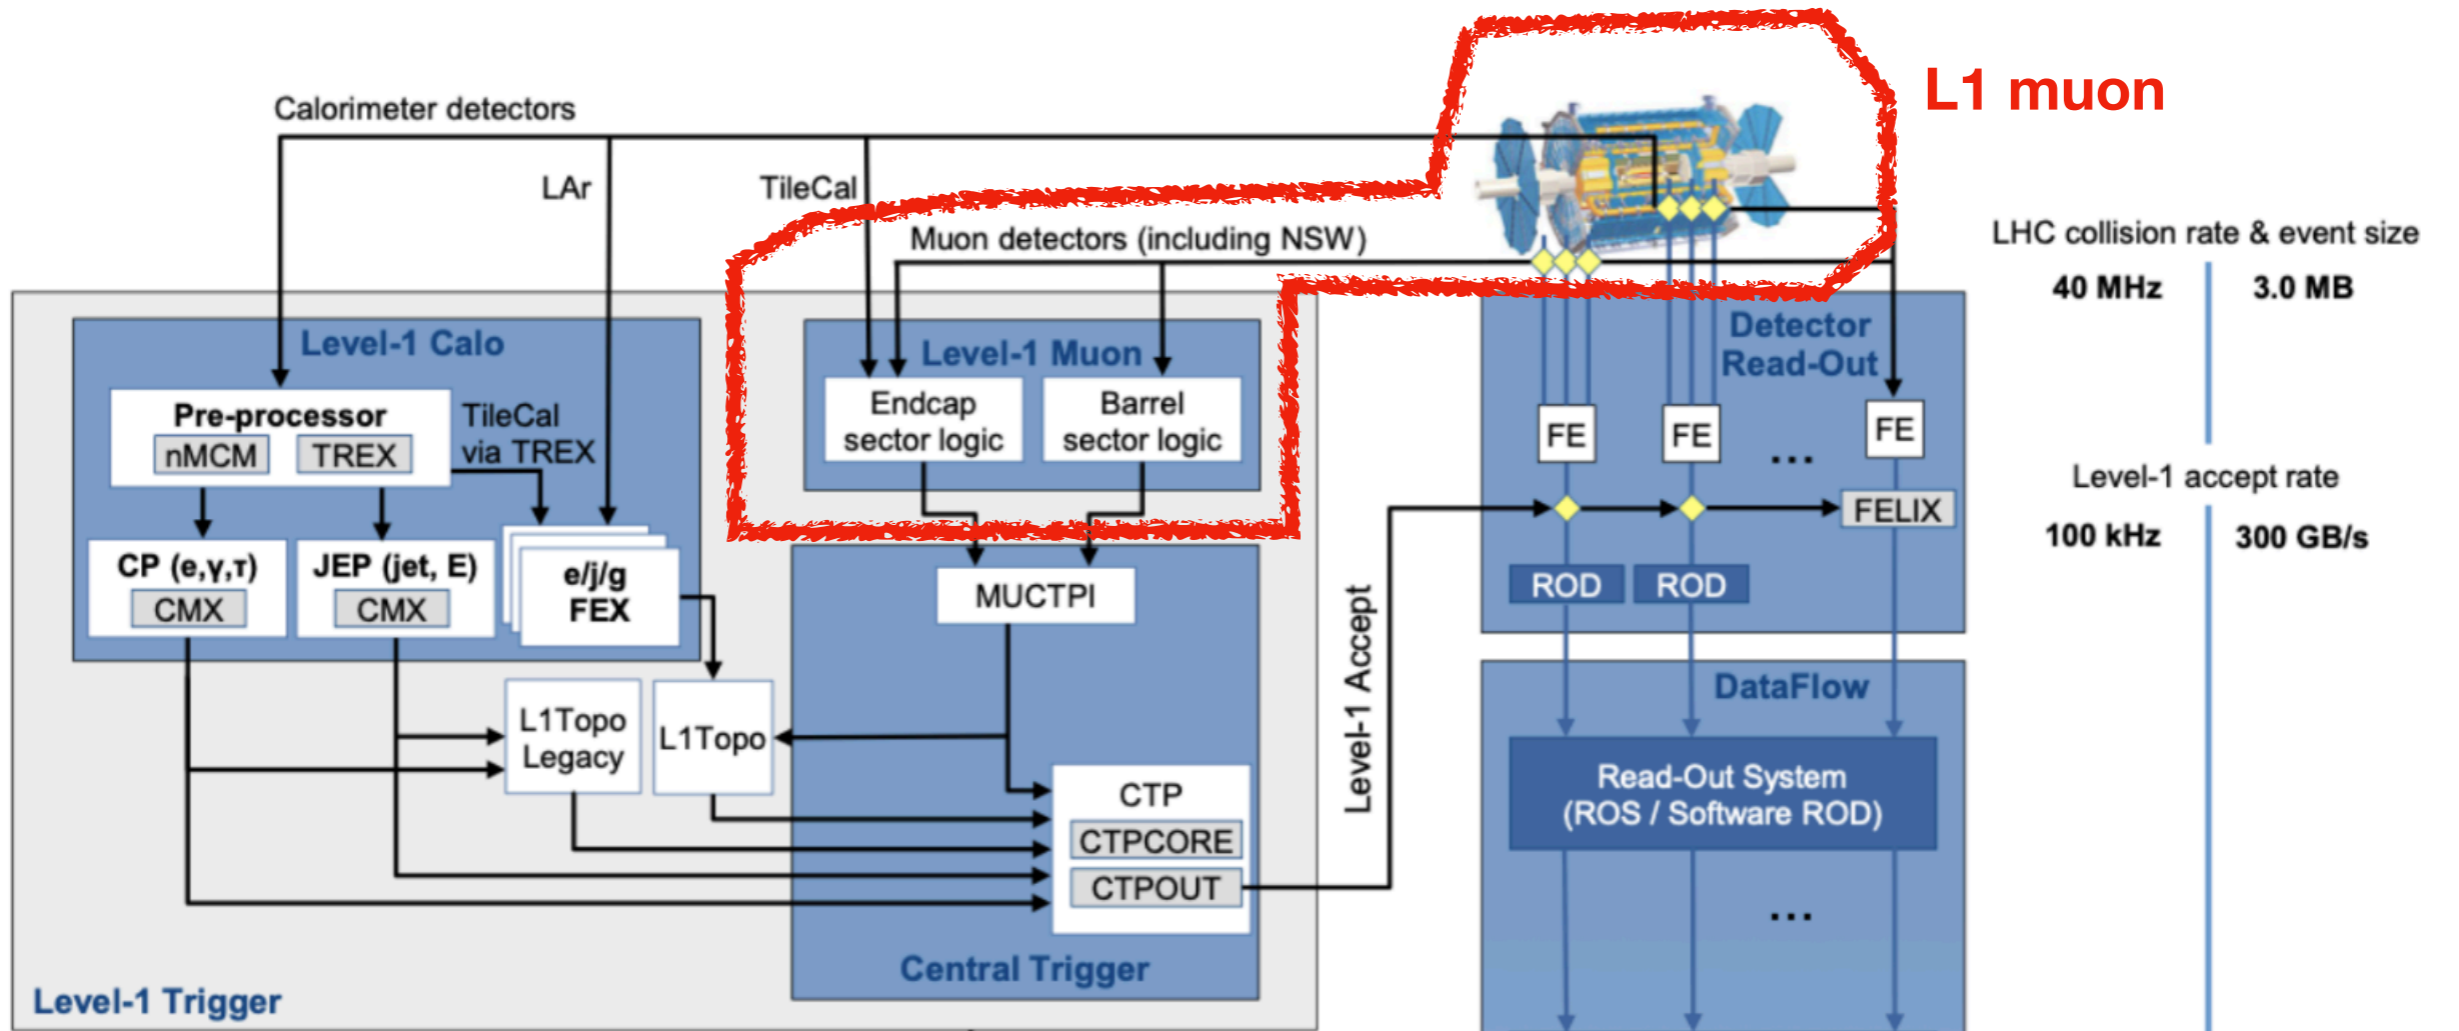 L1 muon
Calorimeter detectors
LAr
TileCal
Muon detectors (including NSW)
LHC collision rate & event size
40 MHz
3.0 MB
Level-1 Calo
Pre-processor
nMCM
TREX
TileCal
via TREX
CP (e,γ,τ)
CMX
JEP (jet, E)
CMX
e/j/g
FEX
Level-1 Muon
Endcap
sector logic
Barrel
sector logic
MUCTPI
L1Topo
Legacy
L1Topo
CTP
CTPCORE
CTPOUT
Central Trigger
Level-1 Trigger
Level-1 Accept
Detector
Read-Out
FE
FE
...
FE
FELIX
ROD
ROD
Level-1 accept rate
100 kHz
300 GB/s
DataFlow
Read-Out System
(ROS / Software ROD)
...